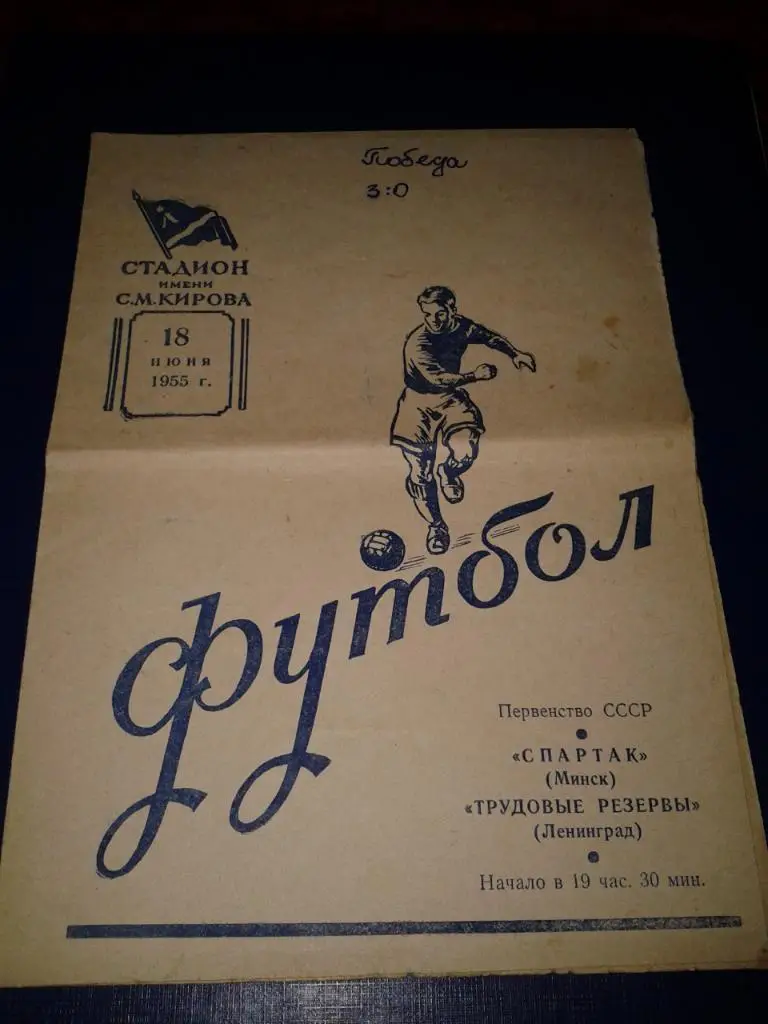 Победа
3:0
СТАДИОН
ИМЕНИ
С.М.КИРОВА
18
июня
1955 г.
футбол
Первенство СССР
«СПАРТАК»
(Минск)
«ТРУДОВЫЕ РЕЗЕРВЫ»
(Ленинград)
Начало в 19 час. 30 мин.